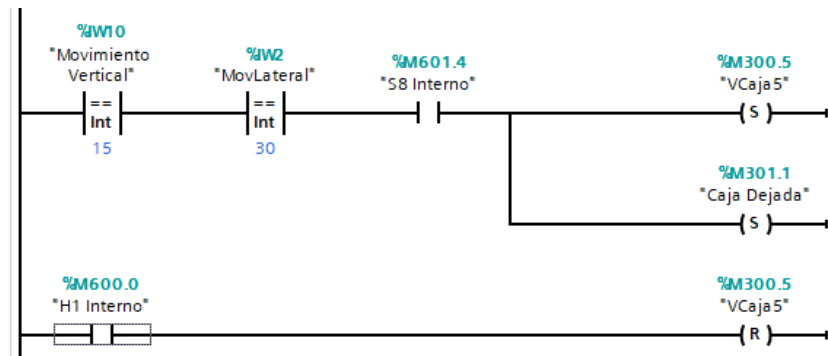 %IW10
"Movimiento
Vertical"
==
Int
15
%IW2
"MovLateral"
==
Int
30
%M601.4
"S8 Interno"
%M300.5
"VCaja5"
S
%M301.1
"Caja Dejada"
S
%M600.0
"H1 Interno"
%M300.5
"VCaja5"
R